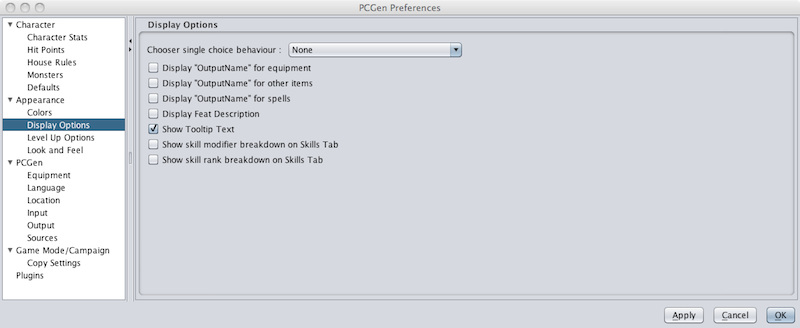 PCGen Preferences
Character
Character Stats
Hit Points
House Rules
Monsters
Defaults
Appearance
Colors
Display Options
Level Up Options
Look and Feel
PCGen
Equipment
Language
Location
Input
Output
Sources
Game Mode/Campaign
Copy Settings
Plugins
Display Options
Chooser single choice behaviour : None
Display "OutputName" for equipment
Display "OutputName" for other items
Display "OutputName" for spells
Display Feat Description
Show Tooltip Text
Show skill modifier breakdown on Skills Tab
Show skill rank breakdown on Skills Tab
Apply Cancel OK